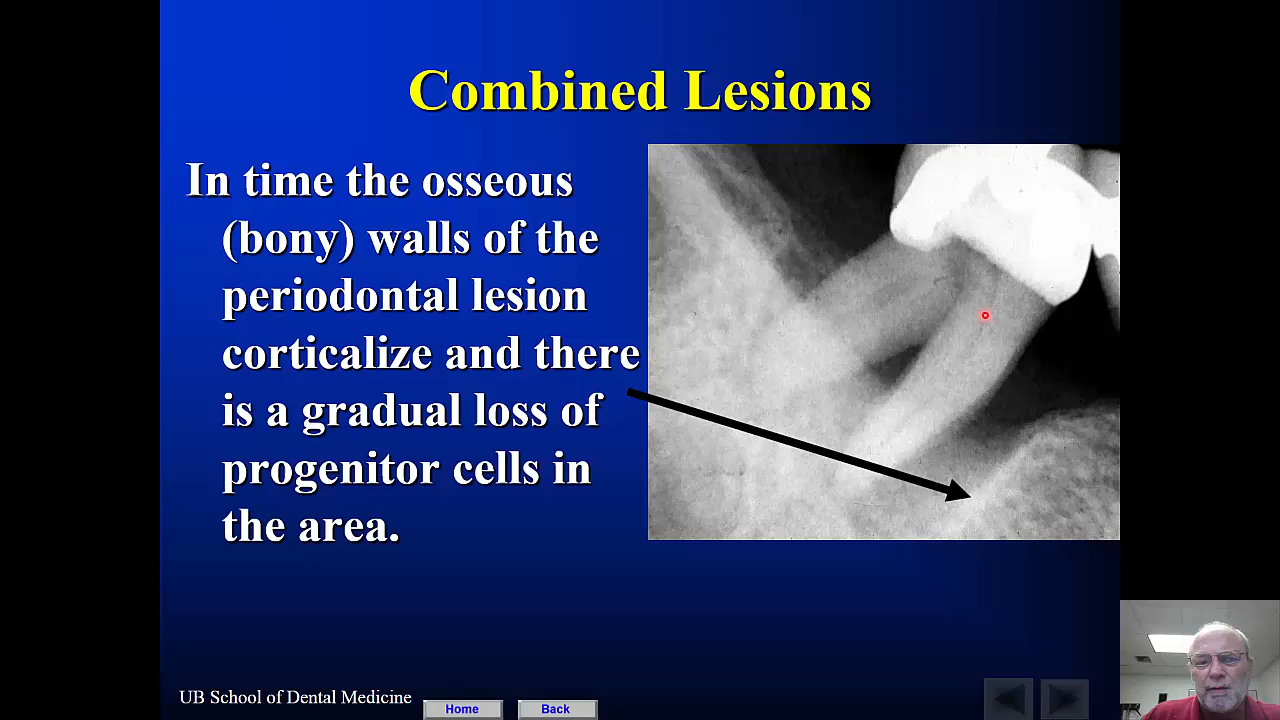 Combined Lesions
In time the osseous
(bony) walls of the
periodontal lesion
corticalize and there
is a gradual loss of
progenitor cells in
the area.
UB School of Dental Medicine
Home
Back